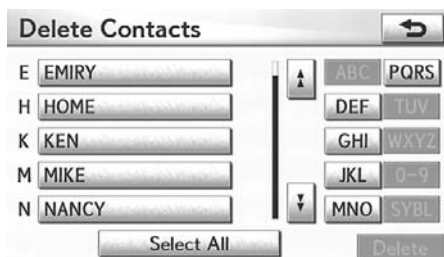 Delete Contacts
E EMIRY ABC PQRS
H HOME DEF TUV
K KEN GHI WXYZ
M MIKE JKL 0-9
N NANCY MNO SYBL
Select All Delete